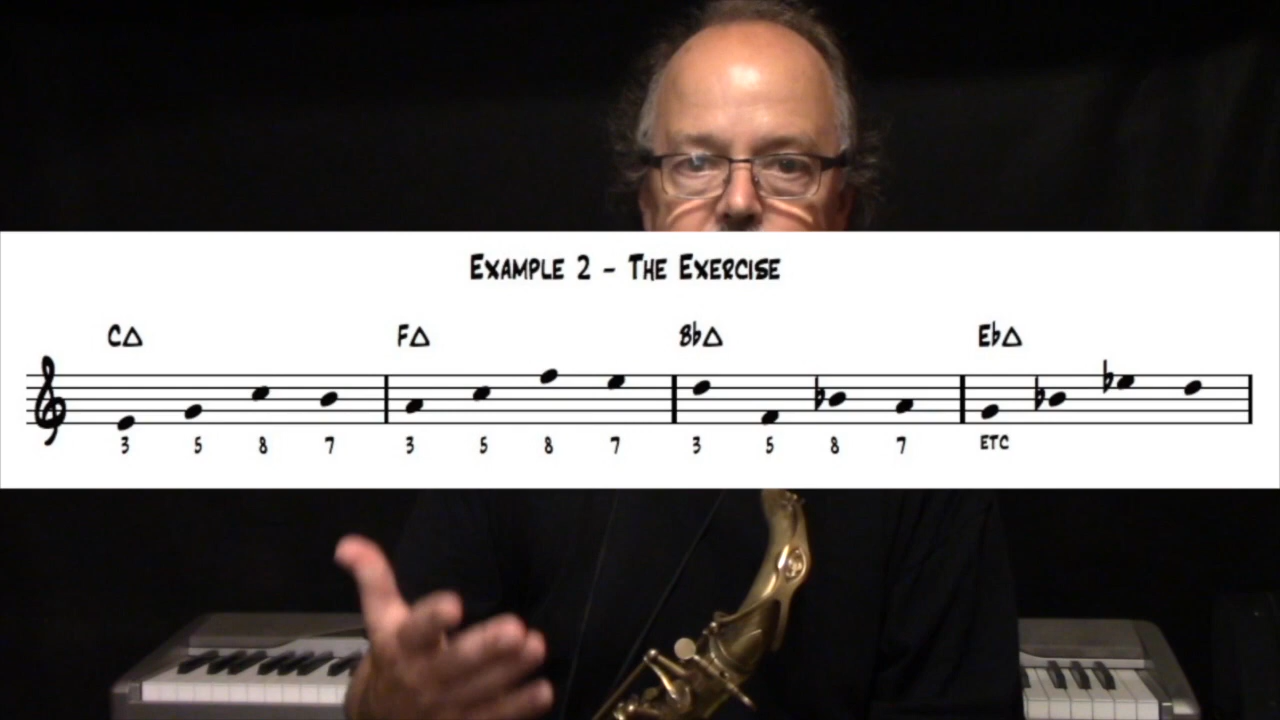 Example 2 - The Exercise
C△ F△ Bb△ Eb△
3 5 8 7 3 5 8 7 3 5 8 7 ETC